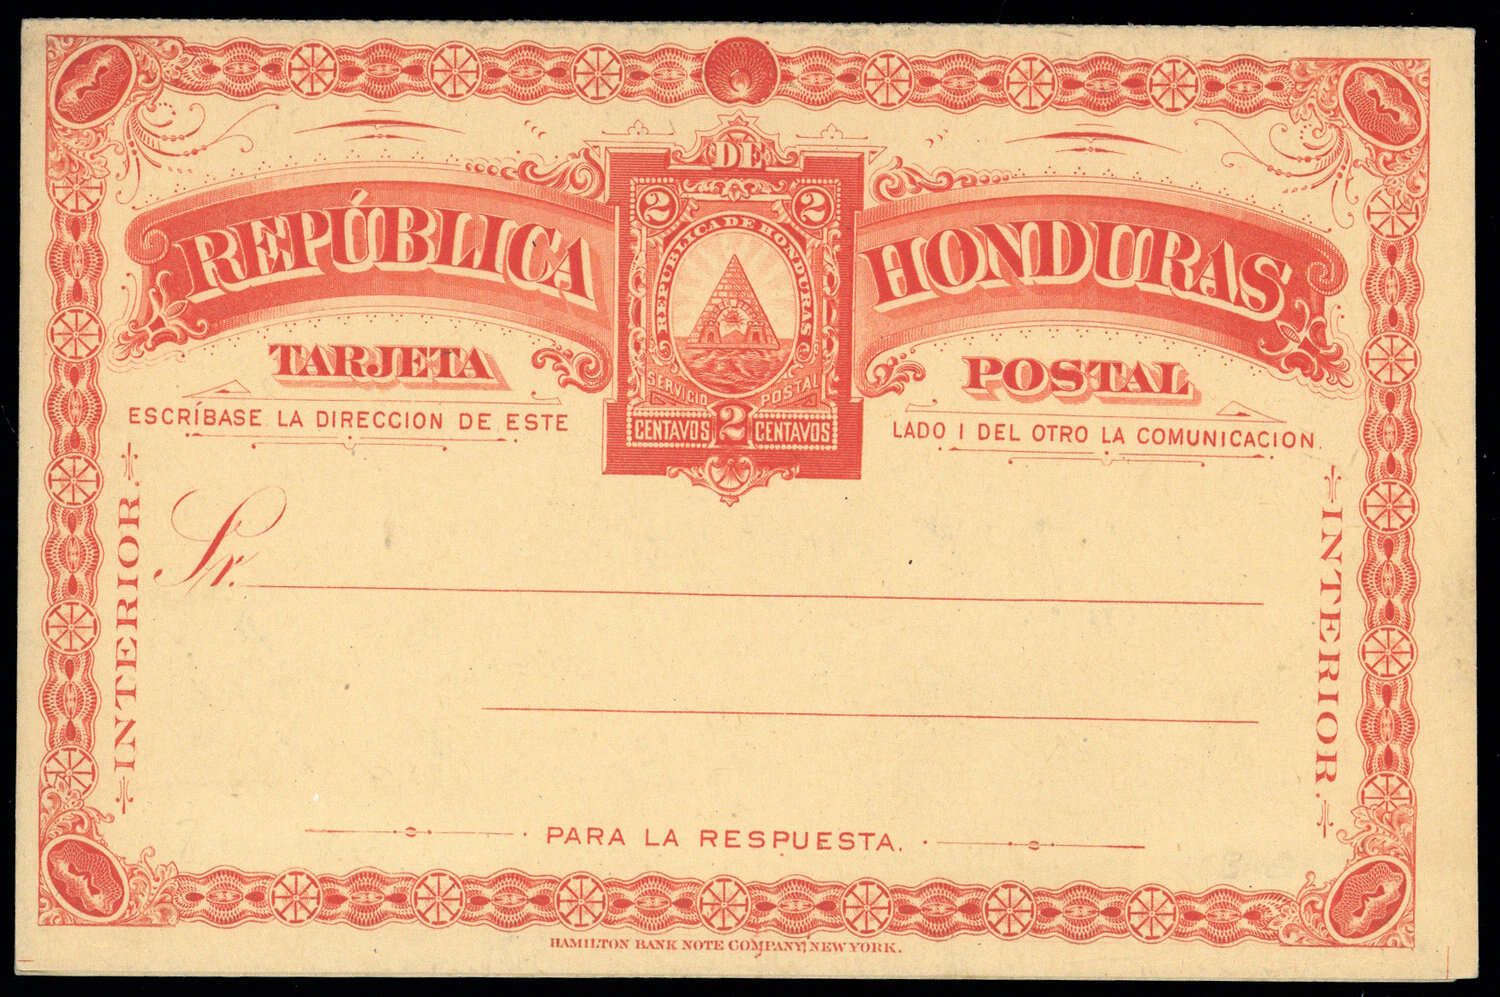 DE
REPÚBLICA HONDURAS
2 2
REPUBLICA DE HONDURAS
TARJETA POSTAL
SERVICIO POSTAL
ESCRÍBASE LA DIRECCION DE ESTE LADO I DEL OTRO LA COMUNICACION.
CENTAVOS 2 CENTAVOS
INTERIOR.
INTERIOR.
Sr.
PARA LA RESPUESTA.
HAMILTON BANK NOTE COMPANY, NEW YORK.